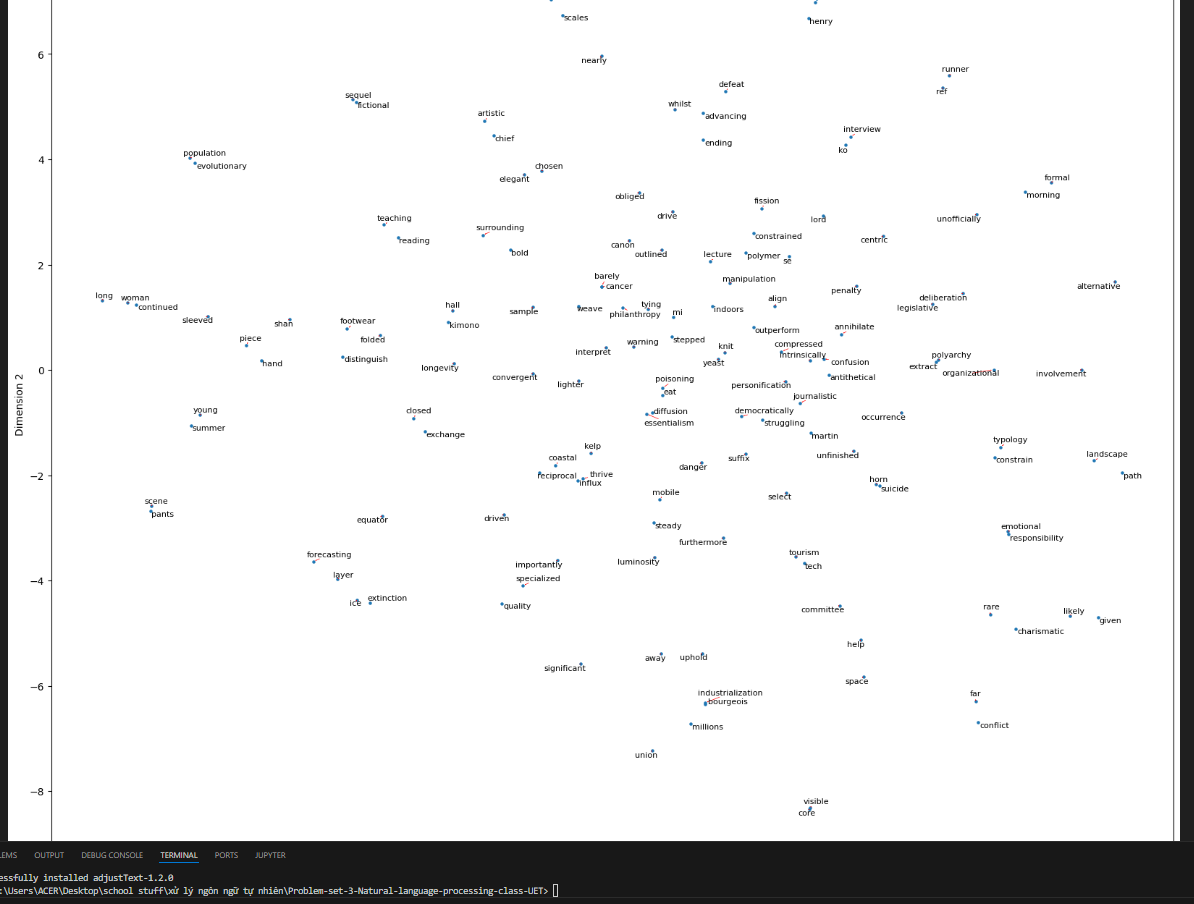 scales
henry
6
nearly
runner
ref
defeat
sequel
fictional
whilst
advancing
artistic
chief
interview
ending
ko
4
population
evolutionary
chosen
elegant
formal
morning
obliged
fission
teaching
drive
lord
unofficially
surrounding
constrained
reading
canon
centric
bold
outlined
lecture
polymer
se
2
barely
cancer
manipulation
penalty
alternative
long
woman
continued
deliberation
legislative
hall
sample
weave
tying
philanthropy
mi
indoors
align
sleeved
shan
footwear
kimono
annihilate
outperform
piece
folded
stepped
warning
knit
compressed
interpret
intrinsically
polyarchy
hand
distinguish
yeast
confusion
extract
longevity
0
organizational
involvement
convergent
lighter
poisoning
eat
personification
antithetical
journalistic
young
closed
diffusion
essentialism
democratically
struggling
occurrence
summer
exchange
martin
Dimension 2
kelp
typology
coastal
suffix
unfinished
constrain
landscape
danger
reciprocal
thrive
influx
horn
suicide
path
−2
mobile
select
scene
pants
equator
driven
steady
emotional
responsibility
furthermore
forecasting
importantly
luminosity
tourism
tech
layer
specialized
−4
ice
extinction
quality
committee
rare
likely
given
charismatic
help
significant
away
uphold
space
−6
industrialization
bourgeois
far
millions
conflict
union
−8
visible
core
LEMS OUTPUT DEBUG CONSOLE TERMINAL PORTS JUPYTER
essfully installed adjustText-1.2.0
:\Users\ACER\Desktop\school stuff\xử lý ngôn ngữ tự nhiên\Problem-set-3-Natural-language-processing-class-UET>